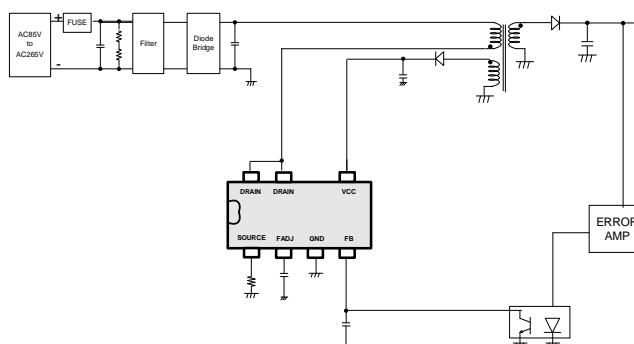 AC85V
to
AC265V
+
-
FUSE
Filter
Diode
Bridge
DRAIN DRAIN VCC
SOURCE FADJ GND FB
ERROR
AMP